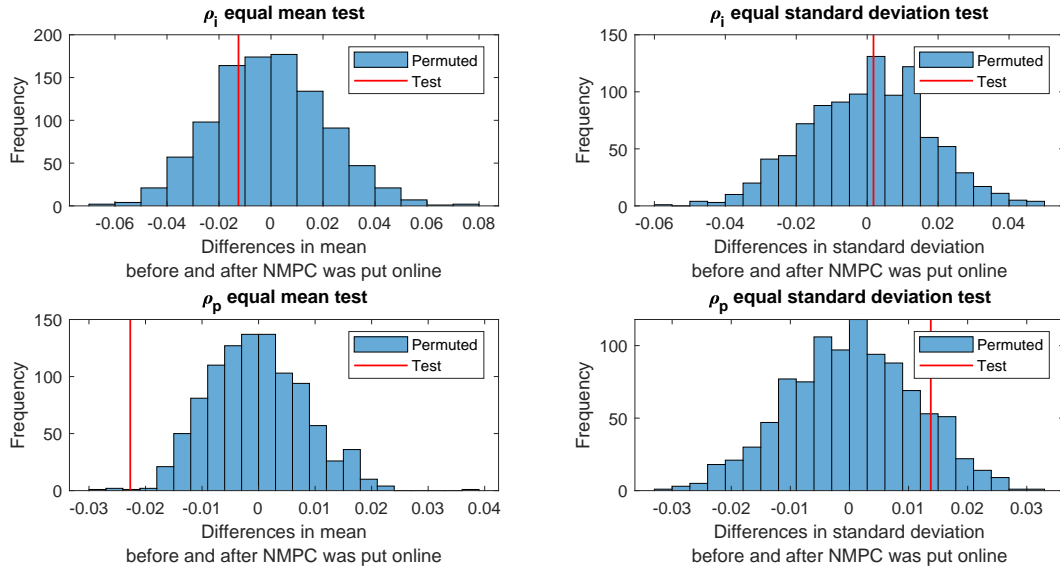 ρi equal mean test
200
150
100
50
0
Frequency
Permuted
Test
-0.06 -0.04 -0.02 0 0.02 0.04 0.06 0.08
Differences in mean
before and after NMPC was put online
ρi equal standard deviation test
150
100
50
0
Frequency
Permuted
Test
-0.06 -0.04 -0.02 0 0.02 0.04
Differences in standard deviation
before and after NMPC was put online
ρp equal mean test
150
100
50
0
Frequency
Permuted
Test
-0.03 -0.02 -0.01 0 0.01 0.02 0.03 0.04
Differences in mean
before and after NMPC was put online
ρp equal standard deviation test
100
50
0
Frequency
Permuted
Test
-0.03 -0.02 -0.01 0 0.01 0.02 0.03
Differences in standard deviation
before and after NMPC was put online